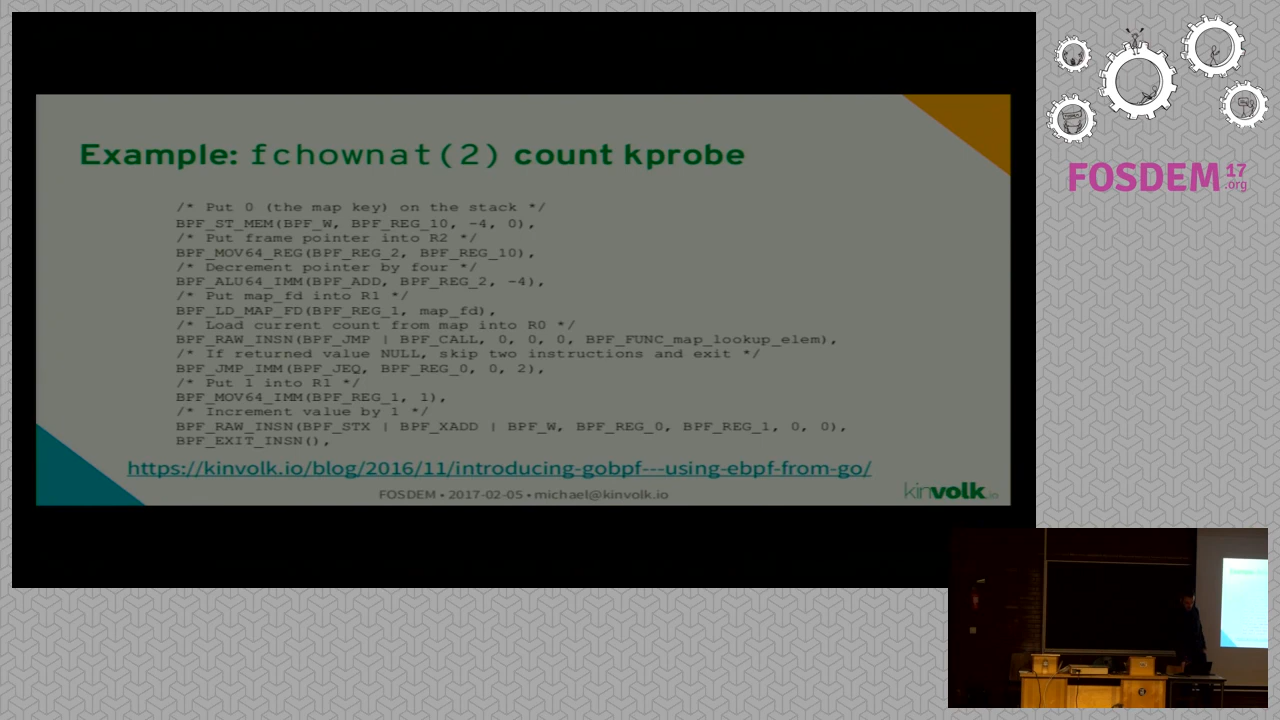 Example: fchownat(2) count kprobe
/* Put 0 (the map key) on the stack */
BPF_ST_MEM(BPF_W, BPF_REG_10, -4, 0),
/* Put frame pointer into R2 */
BPF_MOV64_REG(BPF_REG_2, BPF_REG_10),
/* Decrement pointer by four */
BPF_ALU64_IMM(BPF_ADD, BPF_REG_2, -4),
/* Put map_fd into R1 */
BPF_LD_MAP_FD(BPF_REG_1, map_fd),
/* Load current count from map into R0 */
BPF_RAW_INSN(BPF_JMP | BPF_CALL, 0, 0, 0, BPF_FUNC_map_lookup_elem),
/* If returned value NULL, skip two instructions and exit */
BPF_JMP_IMM(BPF_JEQ, BPF_REG_0, 0, 2),
/* Put 1 into R1 */
BPF_MOV64_IMM(BPF_REG_1, 1),
/* Increment value by 1 */
BPF_RAW_INSN(BPF_STX | BPF_XADD | BPF_W, BPF_REG_0, BPF_REG_1, 0, 0),
BPF_EXIT_INSN(),
https://kinvolk.io/blog/2016/11/introducing-gobpf---using-ebpf-from-go/
FOSDEM • 2017-02-05 • michael@kinvolk.io
kinvolk.io
FOSDEM 17 .org